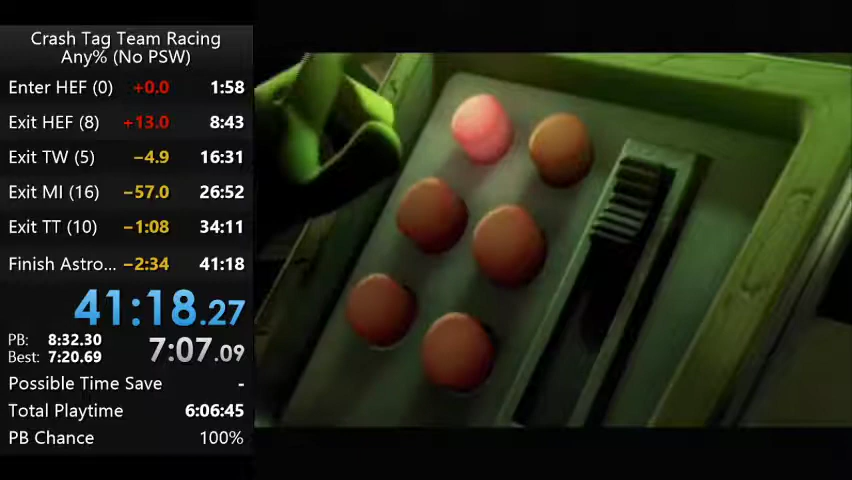 Crash Tag Team Racing
Any% (No PSW)
Enter HEF (0) +0.0 1:58
Exit HEF (8) +13.0 8:43
Exit TW (5) −4.9 16:31
Exit MI (16) −57.0 26:52
Exit TT (10) −1:08 34:11
Finish Astro... −2:34 41:18
41:18.27
PB: 8:32.30
Best: 7:20.69 7:07.09
Possible Time Save -
Total Playtime 6:06:45
PB Chance 100%